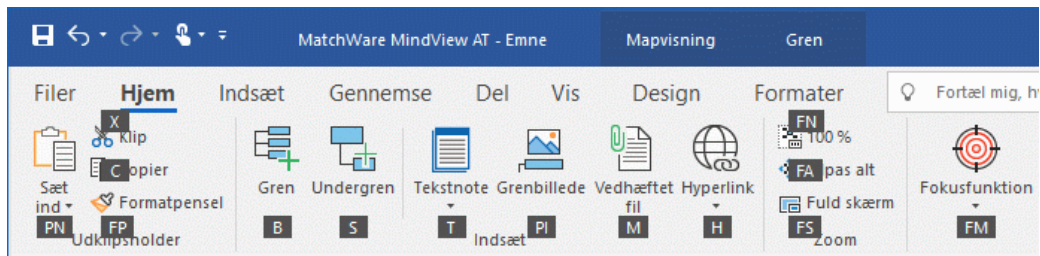 MatchWare MindView AT - Emne Mapvisning Gren
Filer Hjem Indsæt Gennemse Del Vis Design Formater Fortæl mig,
X FN
Klip 100 %
C opier FA pas alt
Sæt Gren Undergren Tekstnote Grenbillede Vedhæftet Hyperlink Fokusfunktion
ind Formatpensel fil Fuld skærm
PN FP B S T PI M H FS FM
Udklipsholder Indsæt Zoom